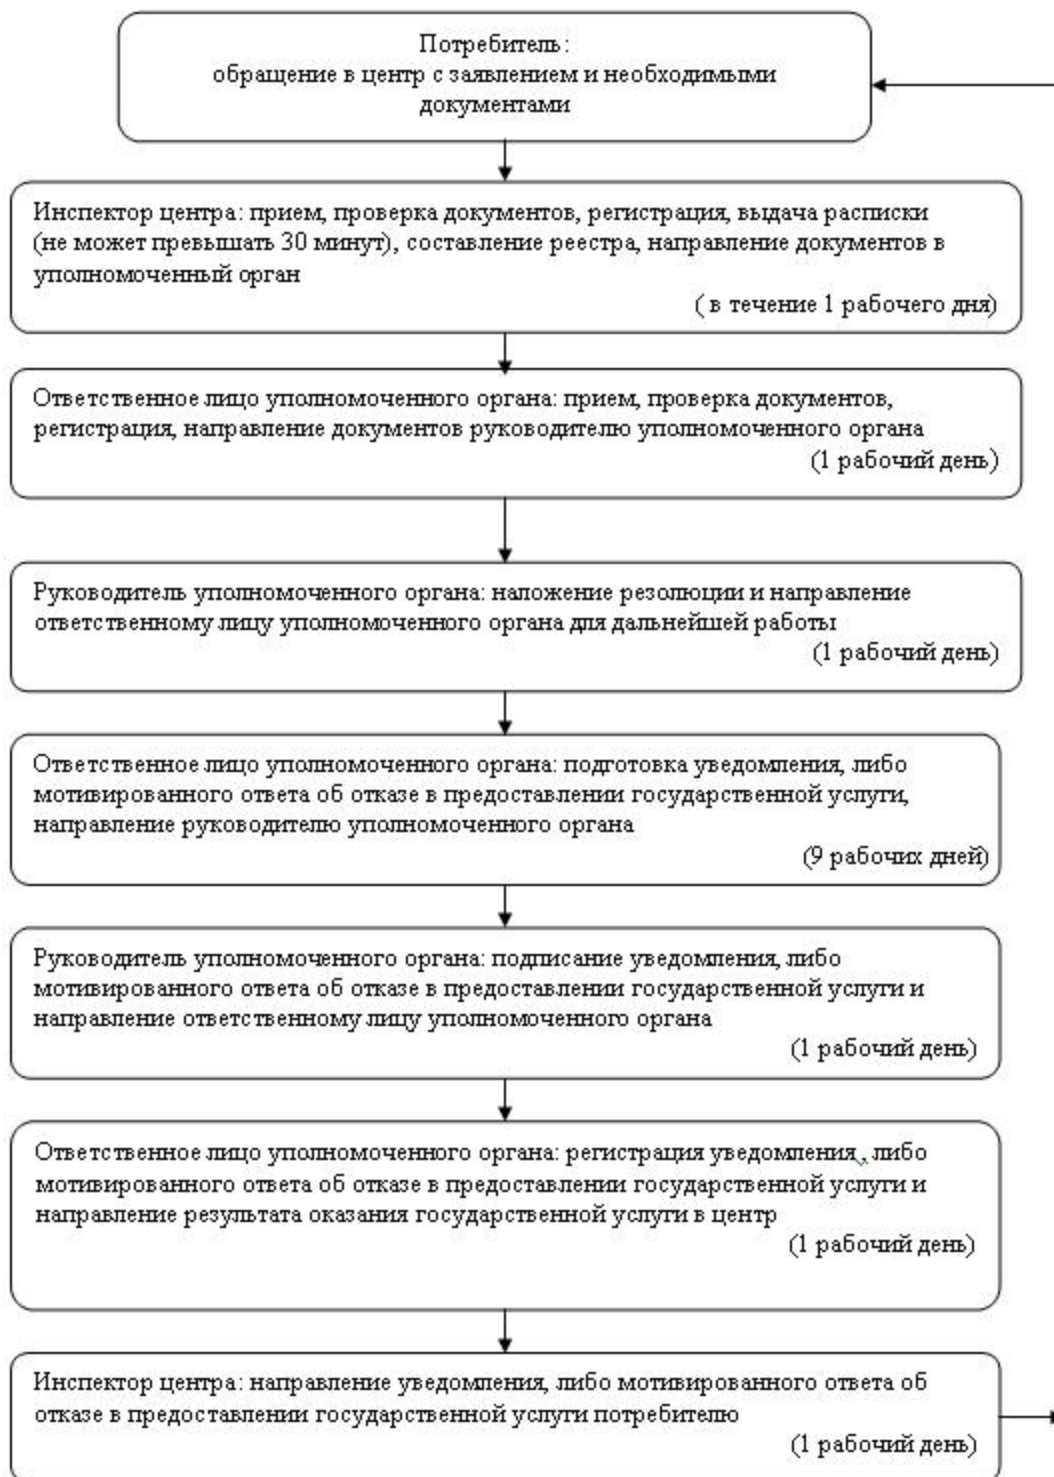 Потребитель:
обращение в центр с заявлением и необходимыми
документами
Инспектор центра: прием, проверка документов, регистрация, выдача расписки
(не может превышать 30 минут), составление реестра, направление документов в
уполномоченный орган
( в течение 1 рабочего дня)
Ответственное лицо уполномоченного органа: прием, проверка документов,
регистрация, направление документов руководителю уполномоченного органа
(1 рабочий день)
Руководитель уполномоченного органа: наложение резолюции и направление
ответственному лицу уполномоченного органа для дальнейшей работы
(1 рабочий день)
Ответственное лицо уполномоченного органа: подготовка уведомления, либо
мотивированного ответа об отказе в предоставлении государственной услуги,
направление руководителю уполномоченного органа
(9 рабочих дней)
Руководитель уполномоченного органа: подписание уведомления, либо
мотивированного ответа об отказе в предоставлении государственной услуги и
направление ответственному лицу уполномоченного органа
(1 рабочий день)
Ответственное лицо уполномоченного органа: регистрация уведомления , либо
мотивированного ответа об отказе в предоставлении государственной услуги и
направление результата оказания государственной услуги в центр
(1 рабочий день)
Инспектор центра: направление уведомления, либо мотивированного ответа об
отказе в предоставлении государственной услуги потребителю
(1 рабочий день)